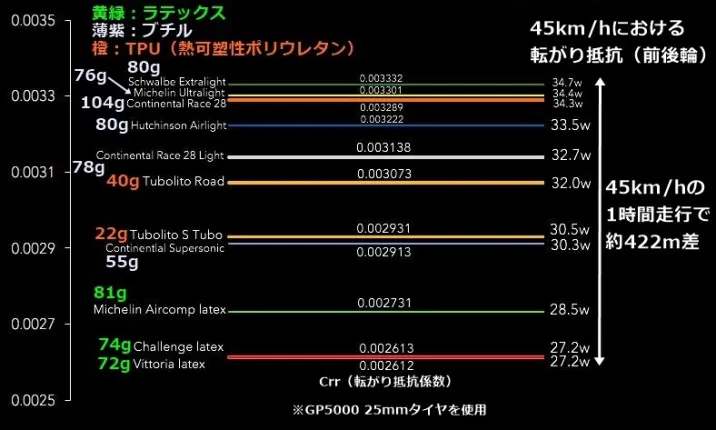 0.0035
0.0033
0.0031
0.0029
0.0027
0.0025
黄緑：ラテックス
薄紫：ブチル
橙：TPU（熱可塑性ポリウレタン）
45km/hにおける
転がり抵抗（前後輪）
80g Schwalbe Extralight 0.003332 34.7w
76g Michelin Ultralight 0.003301 34.4w
104g Continental Race 28 0.003289 34.3w
80g Hutchinson Airlight 0.003222 33.5w
78g Continental Race 28 Light 0.003138 32.7w
40g Tubolito Road 0.003073 32.0w
45km/hの
1時間走行で
約422m差
22g Tubolito S Tubo 0.002931 30.5w
55g Continential Supersonic 0.002913 30.3w
81g Michelin Aircomp latex 0.002731 28.5w
74g Challenge latex 0.002613 27.2w
72g Vittoria latex 0.002612 27.2w
Crr（転がり抵抗係数）
※GP5000 25mmタイヤを使用